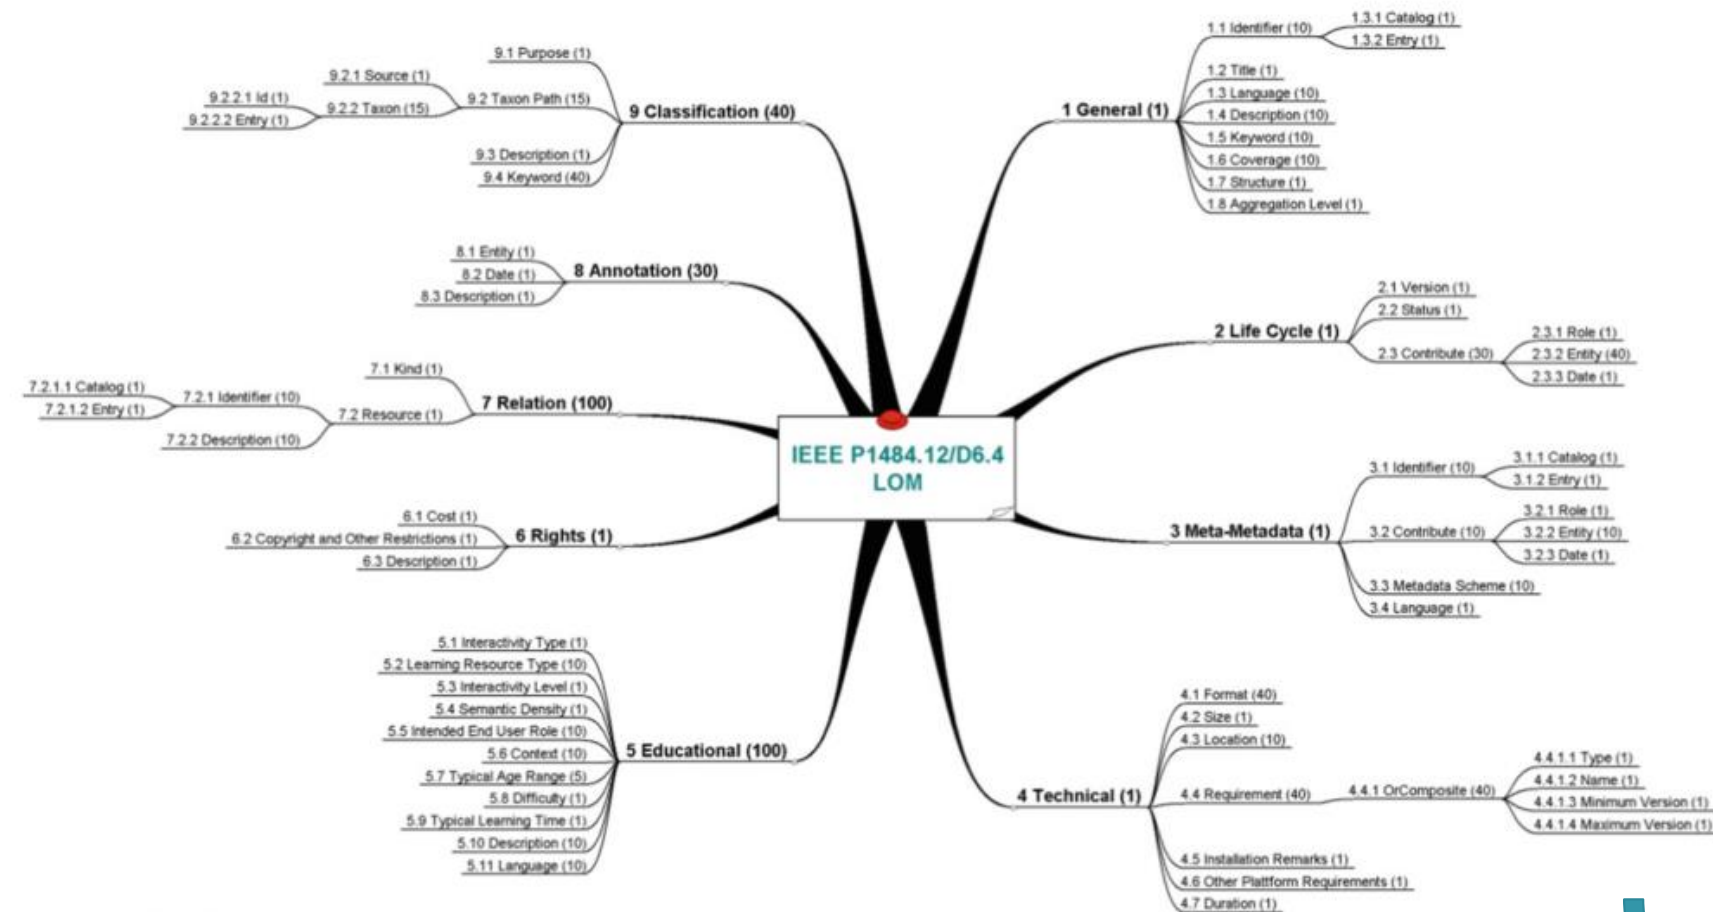 IEEE P1484.12/D6.4
LOM
1 General (1)
1.1 Identifier (10)
1.3.1 Catalog (1)
1.3.2 Entry (1)
1.2 Title (1)
1.3 Language (10)
1.4 Description (10)
1.5 Keyword (10)
1.6 Coverage (10)
1.7 Structure (1)
1.8 Aggregation Level (1)
2 Life Cycle (1)
2.1 Version (1)
2.2 Status (1)
2.3 Contribute (30)
2.3.1 Role (1)
2.3.2 Entity (40)
2.3.3 Date (1)
3 Meta-Metadata (1)
3.1 Identifier (10)
3.1.1 Catalog (1)
3.1.2 Entry (1)
3.2 Contribute (10)
3.2.1 Role (1)
3.2.2 Entity (10)
3.2.3 Date (1)
3.3 Metadata Scheme (10)
3.4 Language (1)
4 Technical (1)
4.1 Format (40)
4.2 Size (1)
4.3 Location (10)
4.4 Requirement (40)
4.4.1 OrComposite (40)
4.4.1.1 Type (1)
4.4.1.2 Name (1)
4.4.1.3 Minimum Version (1)
4.4.1.4 Maximum Version (1)
4.5 Installation Remarks (1)
4.6 Other Plattform Requirements (1)
4.7 Duration (1)
5 Educational (100)
5.1 Interactivity Type (1)
5.2 Learning Resource Type (10)
5.3 Interactivity Level (1)
5.4 Semantic Density (1)
5.5 Intended End User Role (10)
5.6 Context (10)
5.7 Typical Age Range (5)
5.8 Difficulty (1)
5.9 Typical Learning Time (1)
5.10 Description (10)
5.11 Language (10)
6 Rights (1)
6.1 Cost (1)
6.2 Copyright and Other Restrictions (1)
6.3 Description (1)
7 Relation (100)
7.1 Kind (1)
7.2 Resource (1)
7.2.1 Identifier (10)
7.2.1.1 Catalog (1)
7.2.1.2 Entry (1)
7.2.2 Description (10)
8 Annotation (30)
8.1 Entity (1)
8.2 Date (1)
8.3 Description (1)
9 Classification (40)
9.1 Purpose (1)
9.2 Taxon Path (15)
9.2.1 Source (1)
9.2.2 Taxon (15)
9.2.2.1 Id (1)
9.2.2.2 Entry (1)
9.3 Description (1)
9.4 Keyword (40)